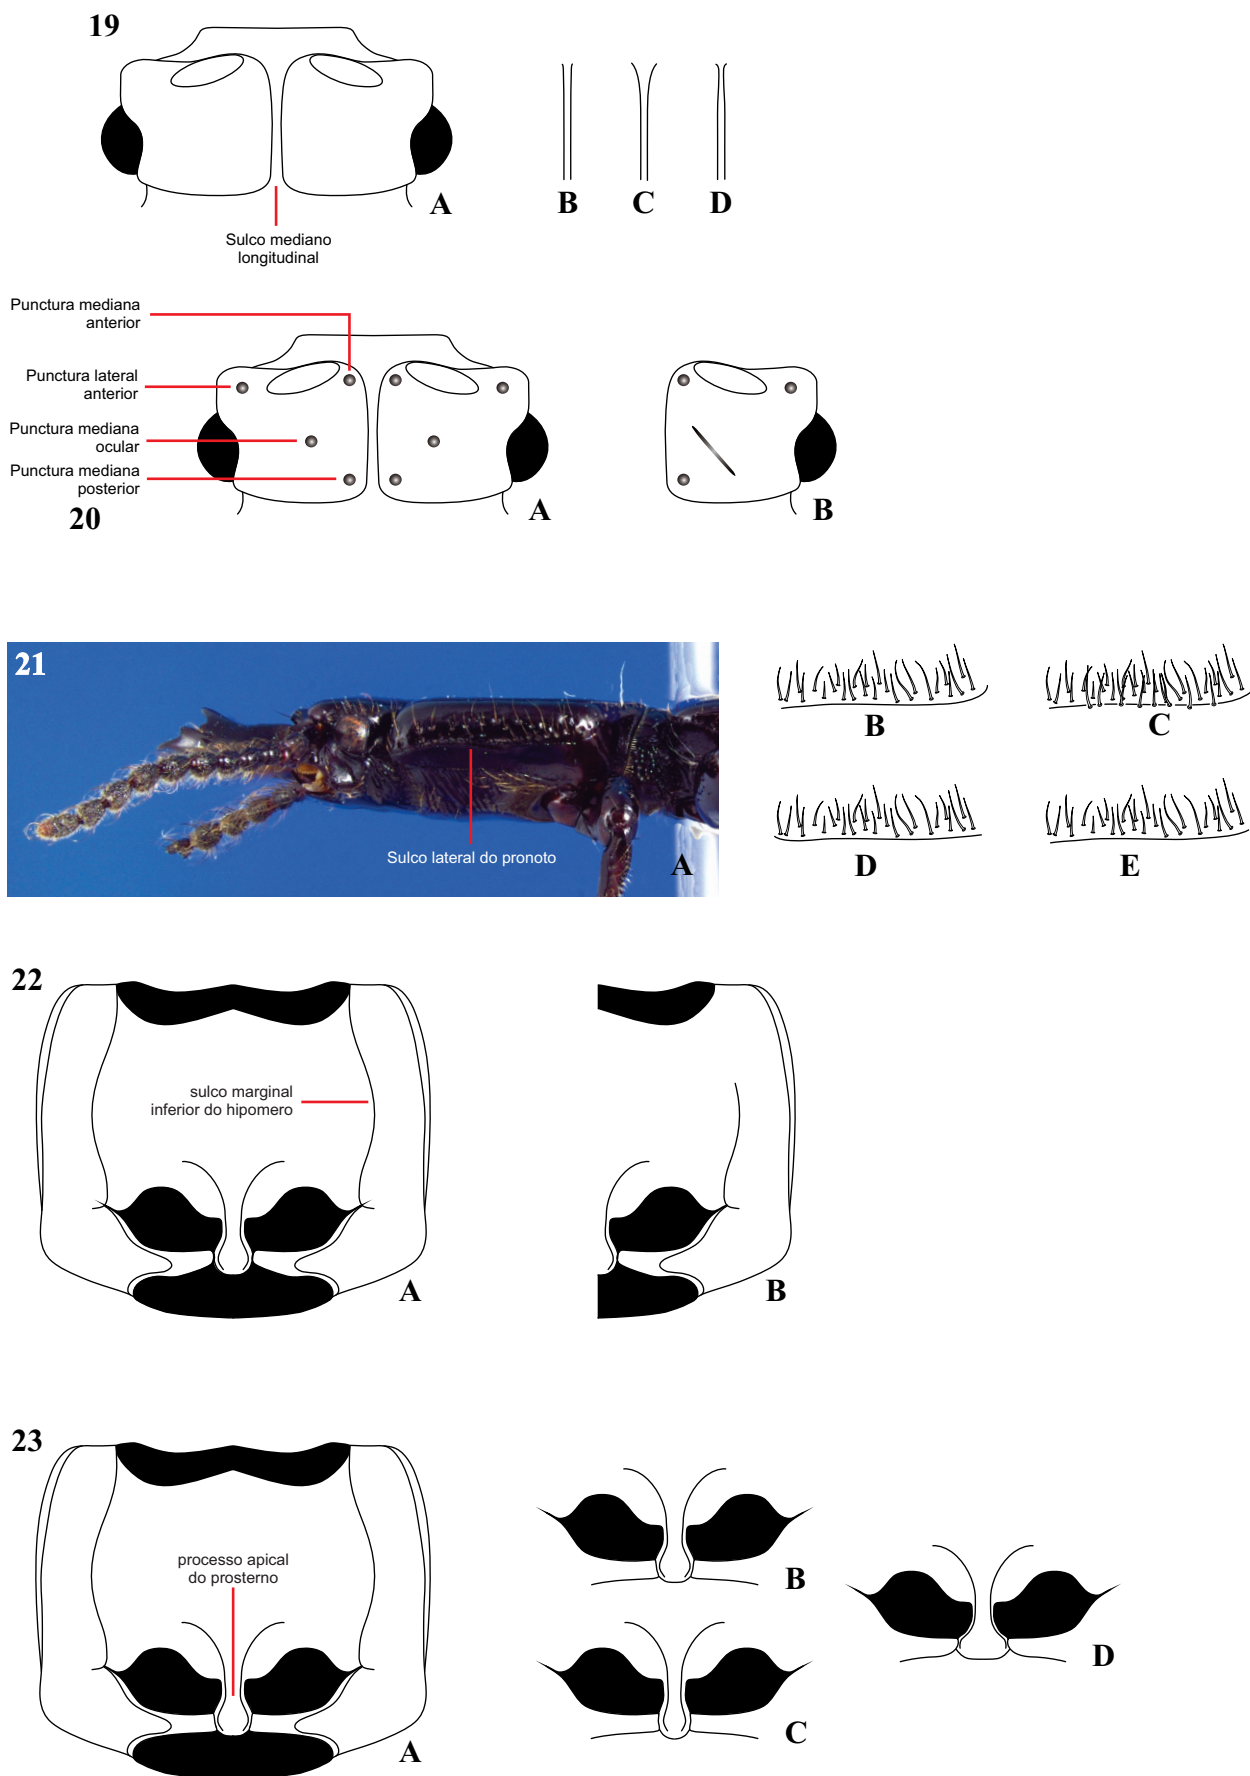 19
A
B
C
D
Sulco mediano
longitudinal
Punctura mediana
anterior
Punctura lateral
anterior
Punctura mediana
ocular
Punctura mediana
posterior
20
A
B
21
Sulco lateral do pronoto
A
B
C
D
E
22
sulco marginal
inferior do hipomero
A
B
23
processo apical
do prosterno
A
B
C
D